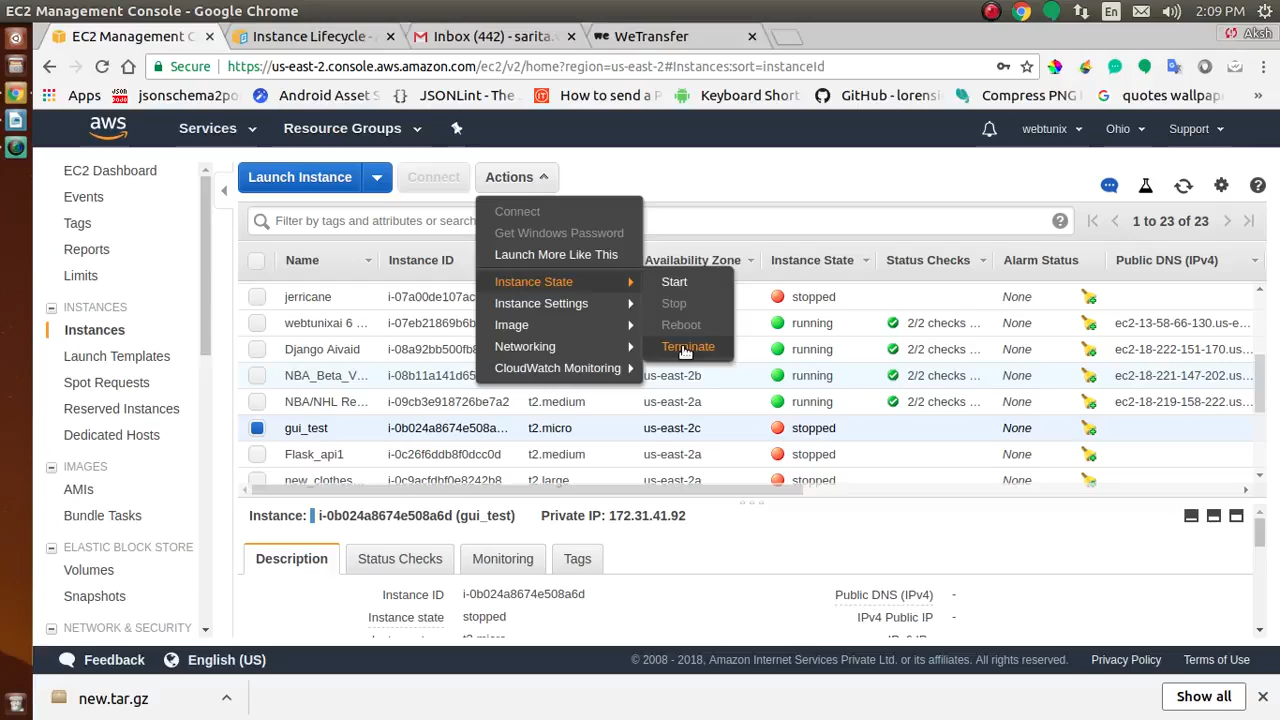 EC2 Management Console - Google Chrome
En
2:09 PM
EC2 Management C
Instance Lifecycle -
Inbox (442) - sarita.
WeTransfer
Aksh
Secure
https://us-east-2.console.aws.amazon.com/ec2/v2/home?region=us-east-2#Instances:sort=instanceId
Apps
jsonschema2po
Android Asset S
JSONLint - The
How to send a P
Keyboard Short
GitHub - lorensi
Compress PNG
quotes wallpap
»
aws
Services
Resource Groups
webtunix
Ohio
Support
EC2 Dashboard
Events
Tags
Reports
Limits
INSTANCES
Instances
Launch Templates
Spot Requests
Reserved Instances
Dedicated Hosts
IMAGES
AMIs
Bundle Tasks
ELASTIC BLOCK STORE
Volumes
Snapshots
NETWORK & SECURITY
Launch Instance
Connect
Actions
Filter by tags and attributes or search
1 to 23 of 23
Connect
Get Windows Password
Launch More Like This
Instance State
Instance Settings
Image
Networking
CloudWatch Monitoring
Start
Stop
Reboot
Terminate
Name Instance ID Availability Zone Instance State Status Checks Alarm Status Public DNS (IPv4)
jerricane i-07a00de107ac stopped None
webtunixai 6 ... i-07eb21869b6b running 2/2 checks ... None ec2-13-58-66-130.us-e...
Django Aivaid i-08a92bb500fb8 running 2/2 checks ... None ec2-18-222-151-170.us...
NBA_Beta_V... i-08b11a141d65 us-east-2b running 2/2 checks ... None ec2-18-221-147-202.us...
NBA/NHL Re... i-09cb3e918726be7a2 t2.medium us-east-2a running 2/2 checks ... None ec2-18-219-158-222.us...
gui_test i-0b024a8674e508a... t2.micro us-east-2c stopped None
Flask_api1 i-0c26f6ddb8f0dcc0d t2.medium us-east-2a stopped None
new_clothes... i-0c9acfdbf0e8242b8 t2.large us-east-2a stopped None
Instance: i-0b024a8674e508a6d (gui_test) Private IP: 172.31.41.92
Description
Status Checks
Monitoring
Tags
Instance ID i-0b024a8674e508a6d Public DNS (IPv4) -
Instance state stopped IPv4 Public IP -
t2.micro
Feedback
English (US)
© 2008 - 2018, Amazon Internet Services Private Ltd. or its affiliates. All rights reserved.
Privacy Policy
Terms of Use
new.tar.gz
Show all